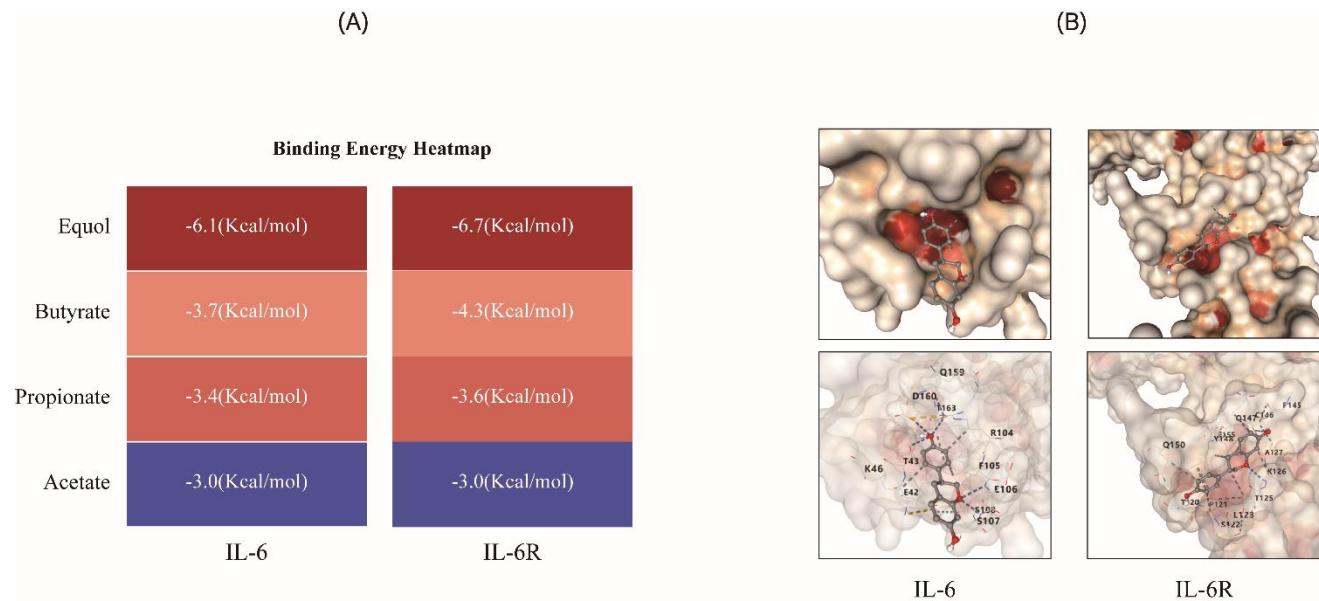 (A)
(B)
Binding Energy Heatmap
Equol
-6.1(Kcal/mol)
-6.7(Kcal/mol)
Butyrate
-3.7(Kcal/mol)
-4.3(Kcal/mol)
Propionate
-3.4(Kcal/mol)
-3.6(Kcal/mol)
Acetate
-3.0(Kcal/mol)
-3.0(Kcal/mol)
IL-6
IL-6R
Q159
D160
R104
T43
K46
F105
E42
E106
S107
F145
Q147
Q150
A127
K126
T125
T120
P121
L123
S122
IL-6
IL-6R